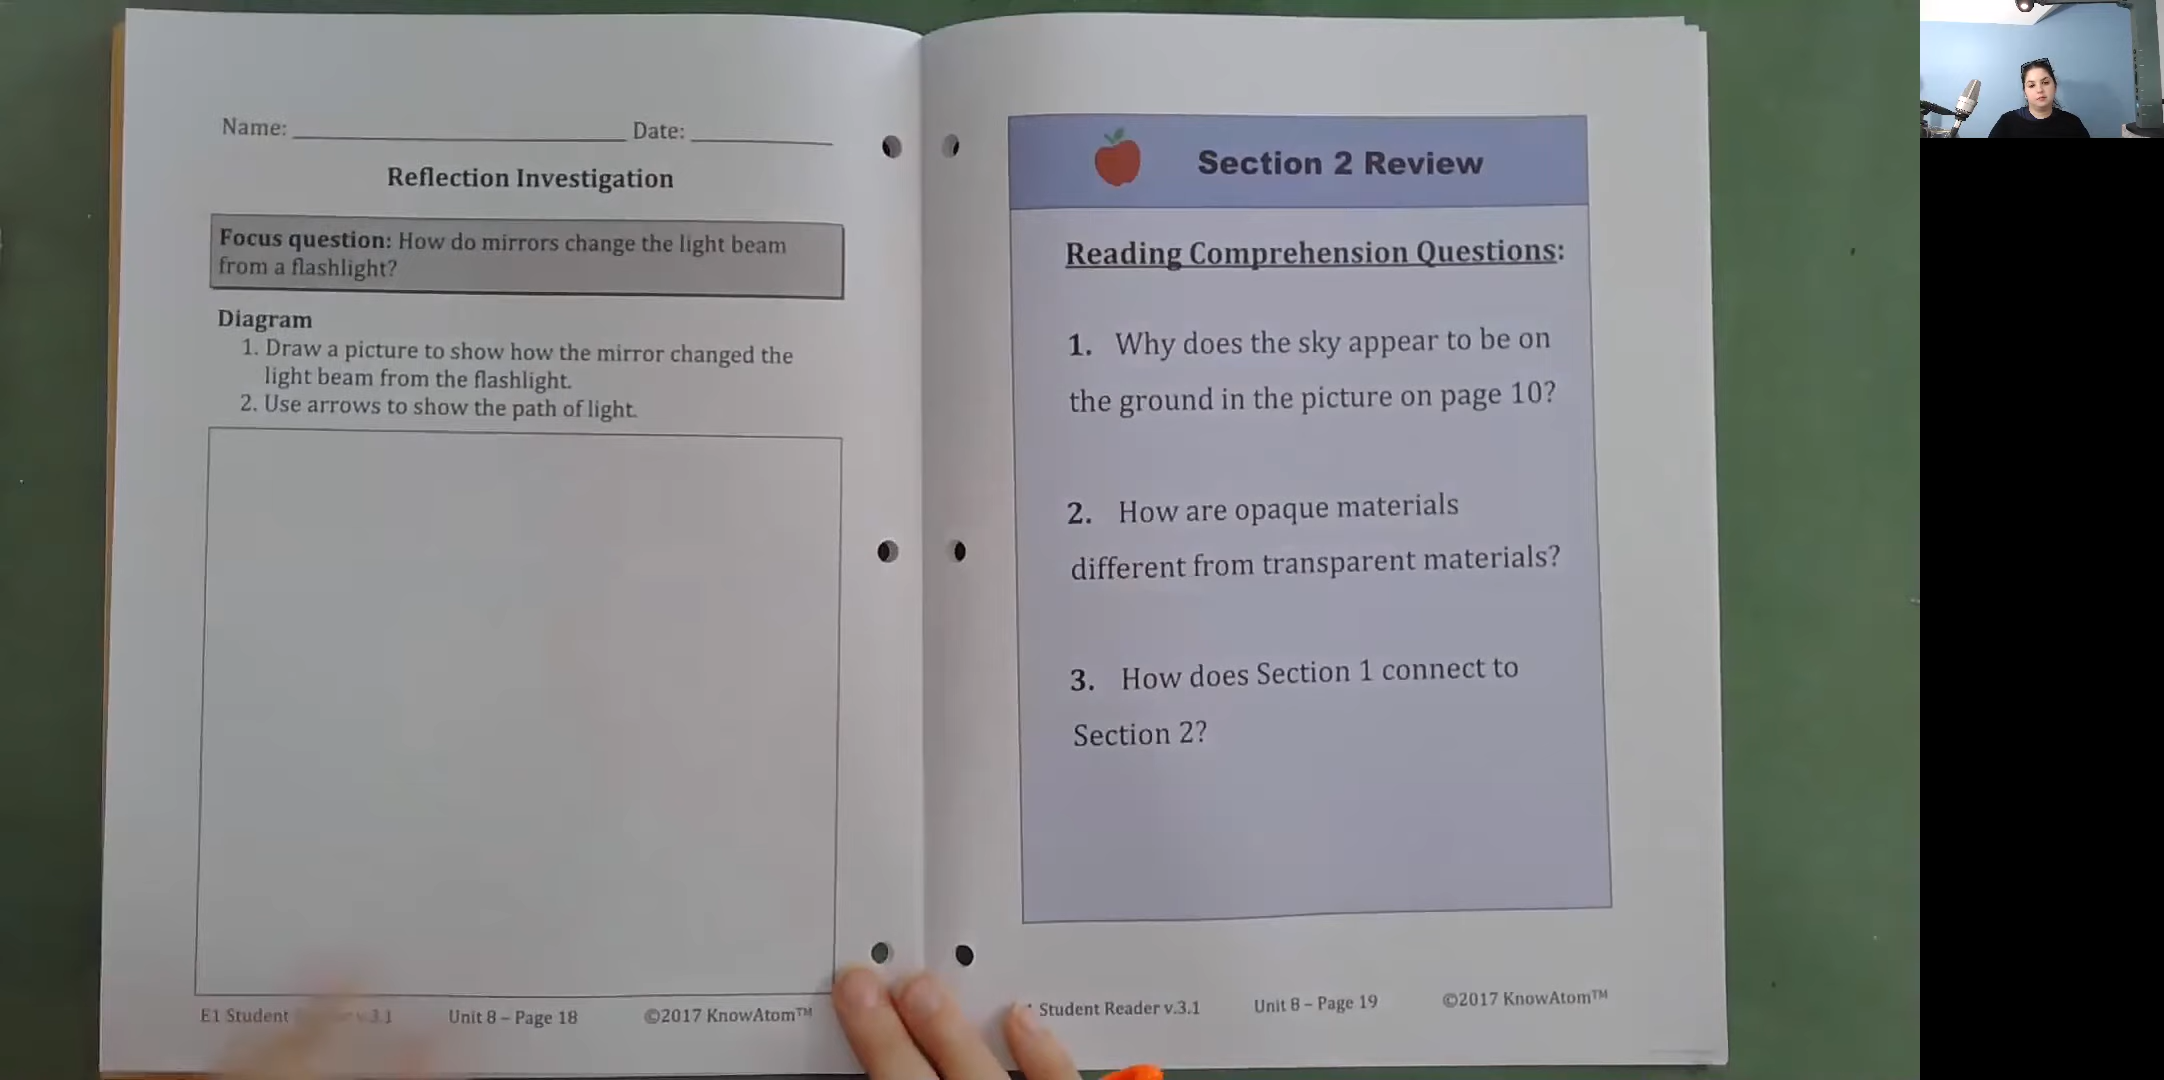 Name: Date:
Reflection Investigation
Focus question: How do mirrors change the light beam
from a flashlight?
Diagram
1. Draw a picture to show how the mirror changed the
light beam from the flashlight.
2. Use arrows to show the path of light.
E1 Student v.3.1 Unit 8 – Page 18 ©2017 KnowAtom™
Section 2 Review
Reading Comprehension Questions:
1. Why does the sky appear to be on
the ground in the picture on page 10?
2. How are opaque materials
different from transparent materials?
3. How does Section 1 connect to
Section 2?
Student Reader v.3.1 Unit 8 – Page 19 ©2017 KnowAtom™